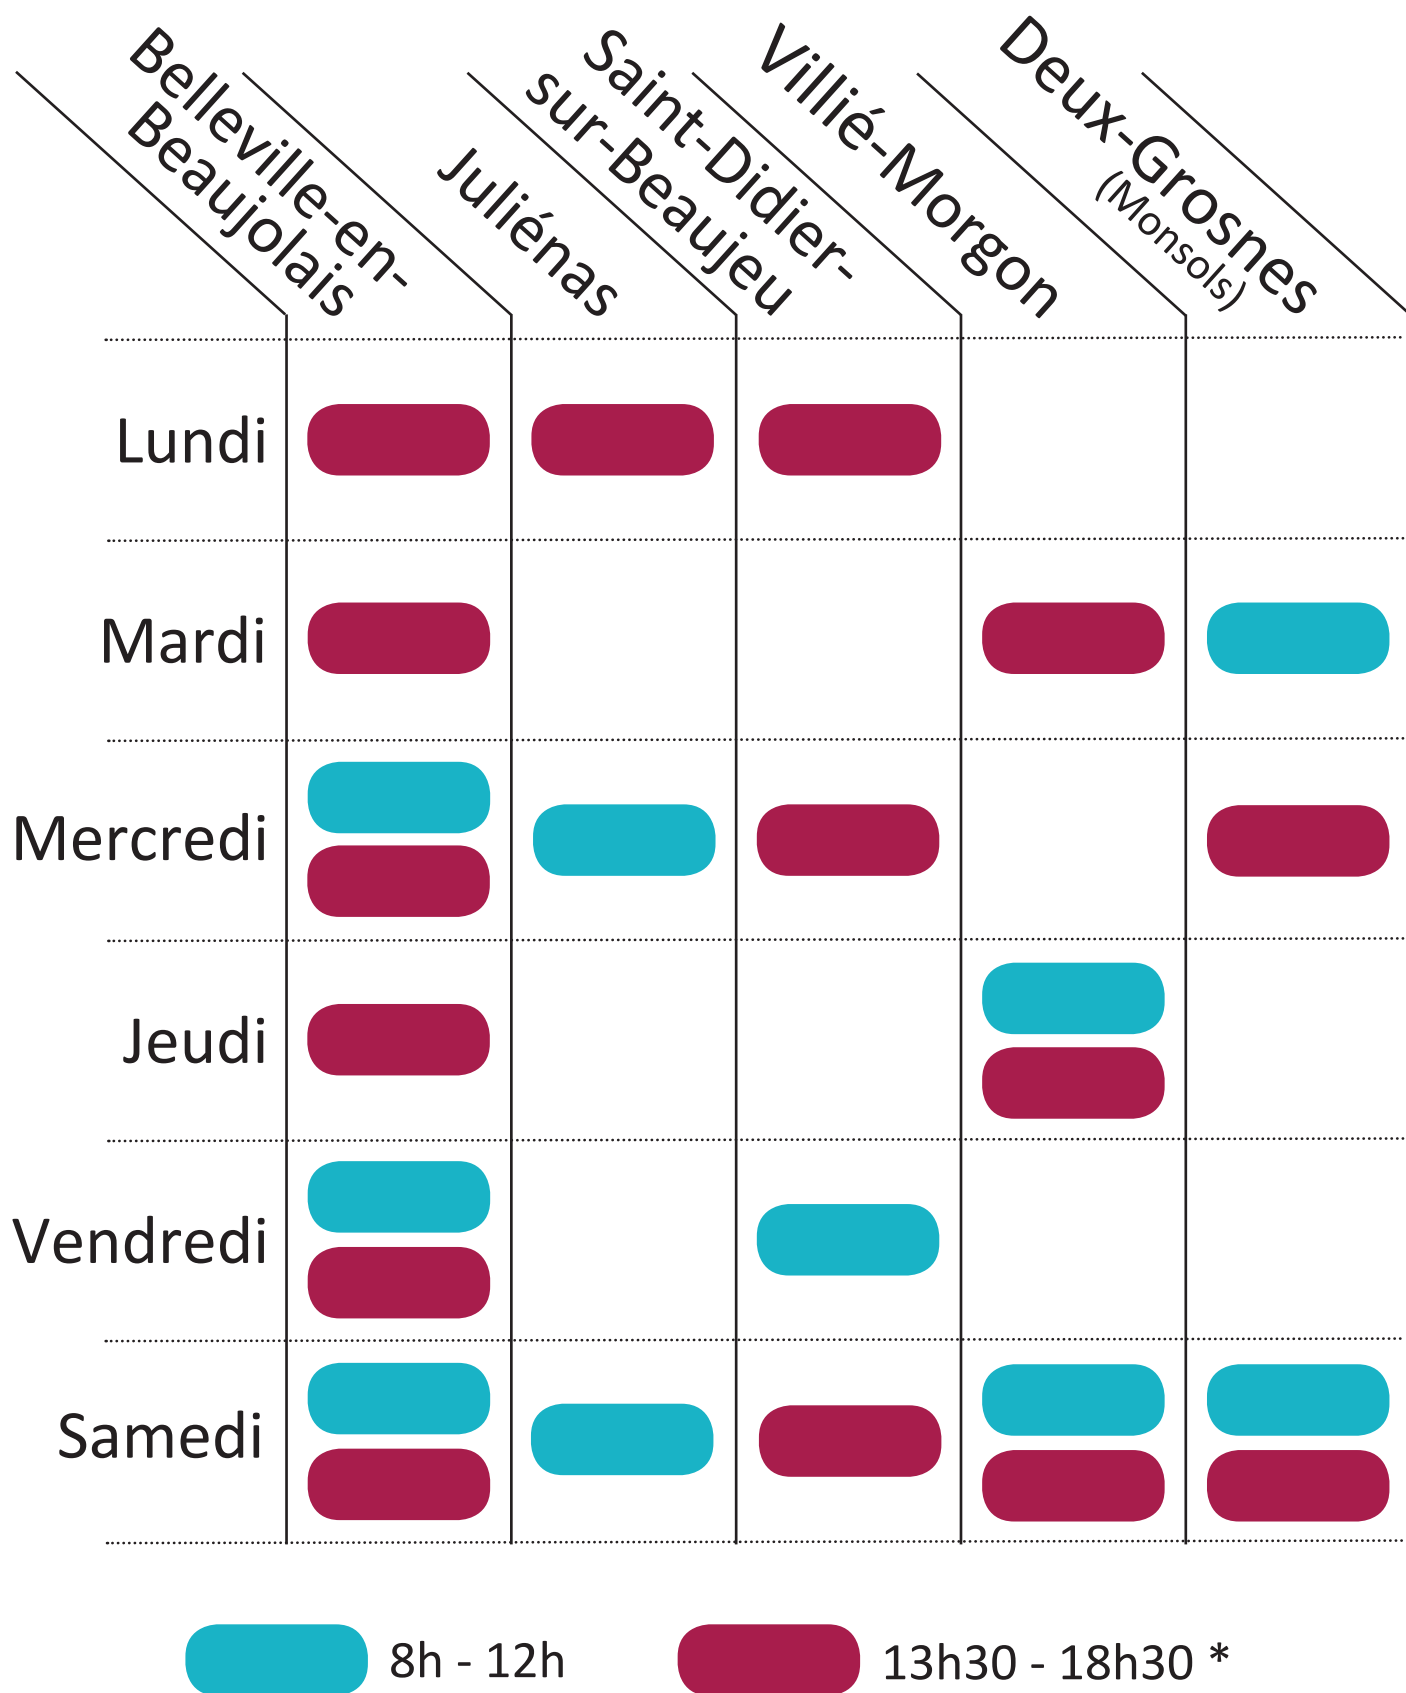 Belleville-en-
Beaujolais
Juliénas
Saint-Didier-
sur-Beaujeu
Villié-Morgon
Deux-Grosnes
(Monsols)
Lundi
Mardi
Mercredi
Jeudi
Vendredi
Samedi
8h - 12h
13h30 - 18h30 *